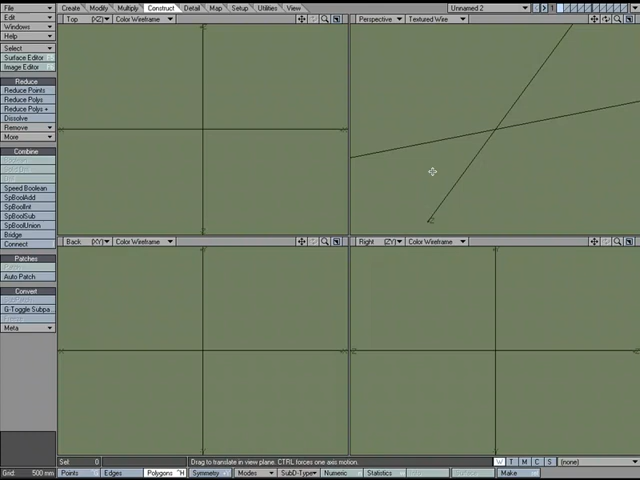 File Create Modify Multiply Construct Detail Map Setup Utilities View Unnamed 2 1
Edit Top (XZ) Color Wireframe Perspective Textured Wire
Windows
Help
Select
Surface Editor
Image Editor
Reduce
Reduce Points
Reduce Polys
Reduce Polys +
Dissolve
Remove
More
Combine
Speed Boolean
SpBoolAdd
SpBoolInt
SpBoolSub
SpBoolUnion
Bridge
Connect
Back (XY) Color Wireframe Right (ZY) Color Wireframe
Patches
Auto Patch
Convert
G-Toggle Subpa...
Meta
Sel: 0 Drag to translate in view plane. CTRL forces one axis motion. W T M C S (none)
Grid: 500 mm Points Edges Polygons ^H Symmetry Modes SubD-Type Numeric Statistics Make